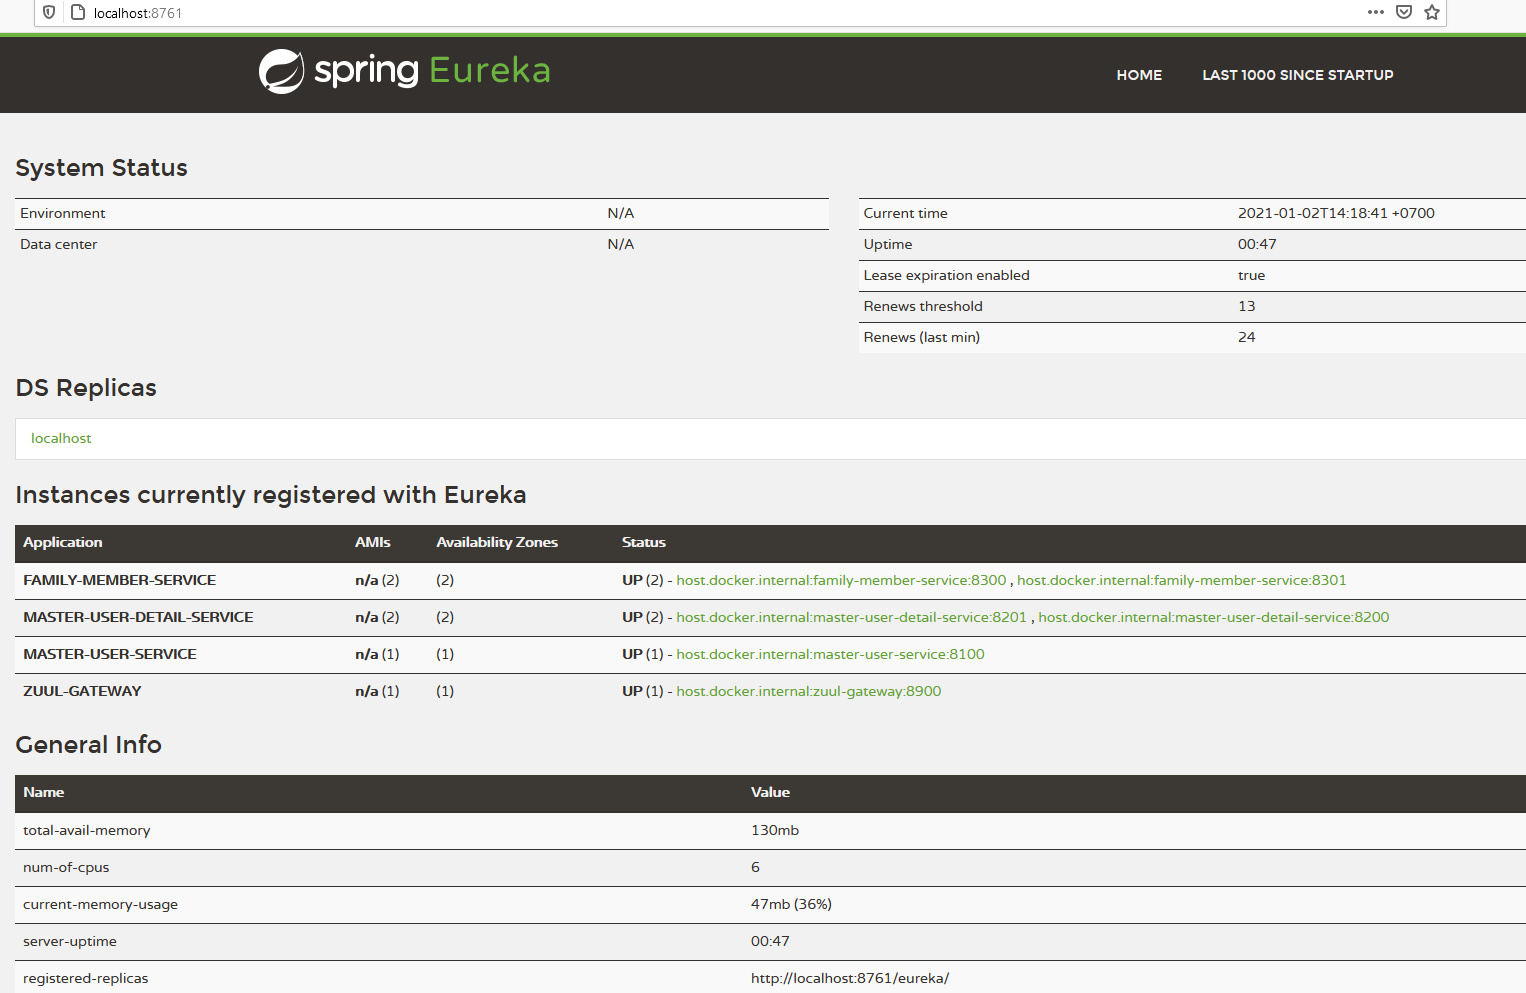 localhost:8761
spring Eureka
HOME LAST 1000 SINCE STARTUP
System Status
Environment N/A
Data center N/A
Current time 2021-01-02T14:18:41 +0700
Uptime 00:47
Lease expiration enabled true
Renews threshold 13
Renews (last min) 24
DS Replicas
localhost
Instances currently registered with Eureka
Application AMIs Availability Zones Status
FAMILY-MEMBER-SERVICE n/a (2) (2) UP (2) - host.docker.internal:family-member-service:8300 , host.docker.internal:family-member-service:8301
MASTER-USER-DETAIL-SERVICE n/a (2) (2) UP (2) - host.docker.internal:master-user-detail-service:8201 , host.docker.internal:master-user-detail-service:8200
MASTER-USER-SERVICE n/a (1) (1) UP (1) - host.docker.internal:master-user-service:8100
ZUUL-GATEWAY n/a (1) (1) UP (1) - host.docker.internal:zuul-gateway:8900
General Info
Name Value
total-avail-memory 130mb
num-of-cpus 6
current-memory-usage 47mb (36%)
server-uptime 00:47
registered-replicas http://localhost:8761/eureka/